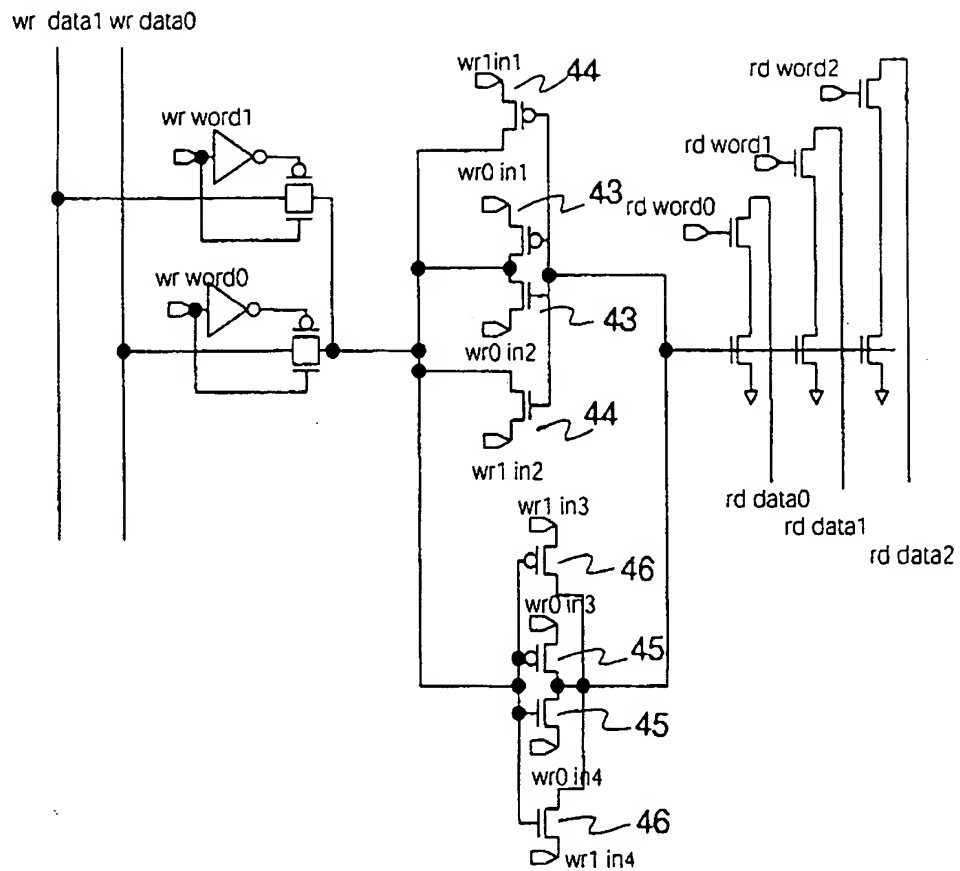 wr data1 wr data0
wr1in1
44
rd word2
wr word1
rd word1
wr0 in1
43
rd word0
wr word0
43
wr0 in2
44
wr1 in2
rd data0
wr1 in3
rd data1
46
rd data2
wr0 in3
45
45
wr0 in4
46
wr1 in4